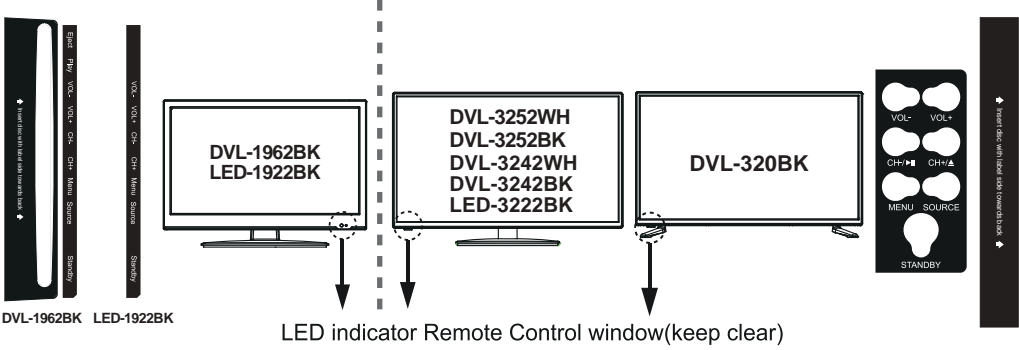 Insert disc with label side towards back
Eject Play VOL- VOL+ CH- CH+ Menu Source Standby
VOL- VOL+ CH- CH+ Menu Source Standby
DVL-1962BK LED-1922BK
DVL-1962BK
LED-1922BK
DVL-3252WH
DVL-3252BK
DVL-3242WH
DVL-3242BK
LED-3222BK
DVL-320BK
VOL- VOL+
CH-/⏯ CH+/⏏
MENU SOURCE
STANDBY
Insert disc with label side towards back
LED indicator Remote Control window(keep clear)